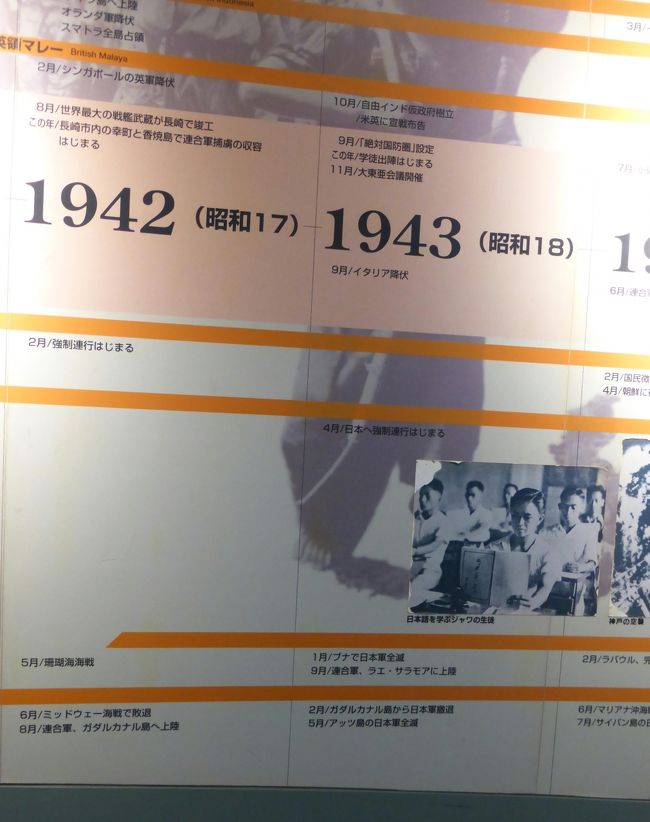 島へ上陸
オランダ軍降伏
スマトラ全島占領
3月/
英領マレー British Malaya
2月/シンガポールの英軍降伏
8月/世界最大の戦艦武蔵が長崎で竣工
この年/長崎市内の幸町と香焼島で連合軍捕虜の収容
はじまる
1942(昭和17)
10月/自由インド仮政府樹立
/米英に宣戦布告
9月/「絶対国防圏」設定
この年/学徒出陣はじまる
11月/大東亜会議開催
1943(昭和18)
9月/イタリア降伏
7月/
6月/連合
2月/強制連行はじまる
2月/国民徴
4月/朝鮮に
4月/日本へ強制連行はじまる
日本語を学ぶジャワの生徒
神戸の空襲
5月/珊瑚海海戦
1月/ブナで日本軍全滅
9月/連合軍、ラエ・サラモアに上陸
2月/ラバウル、
6月/ミッドウェー海戦で敗退
8月/連合軍、ガダルカナル島へ上陸
2月/ガダルカナル島から日本軍撤退
5月/アッツ島の日本軍全滅
6月/マリアナ沖海戦
7月/サイパン島の日